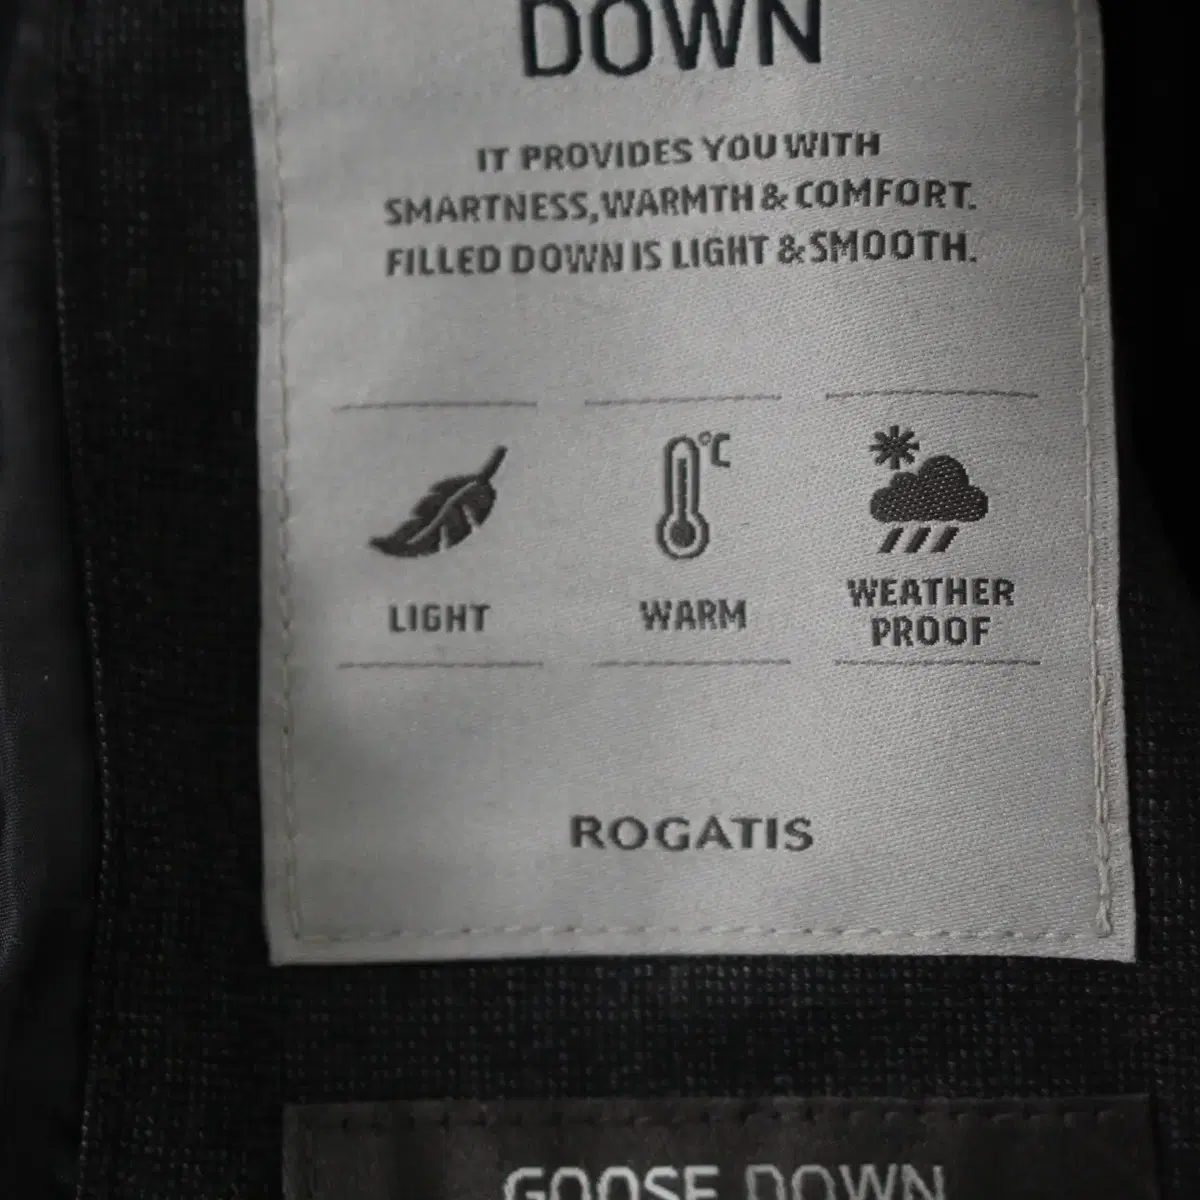 DOWN
IT PROVIDES YOU WITH
SMARTNESS, WARMTH & COMFORT.
FILLED DOWN IS LIGHT & SMOOTH.
°C
LIGHT
WARM
WEATHER
PROOF
ROGATIS
GOOSE DOWN